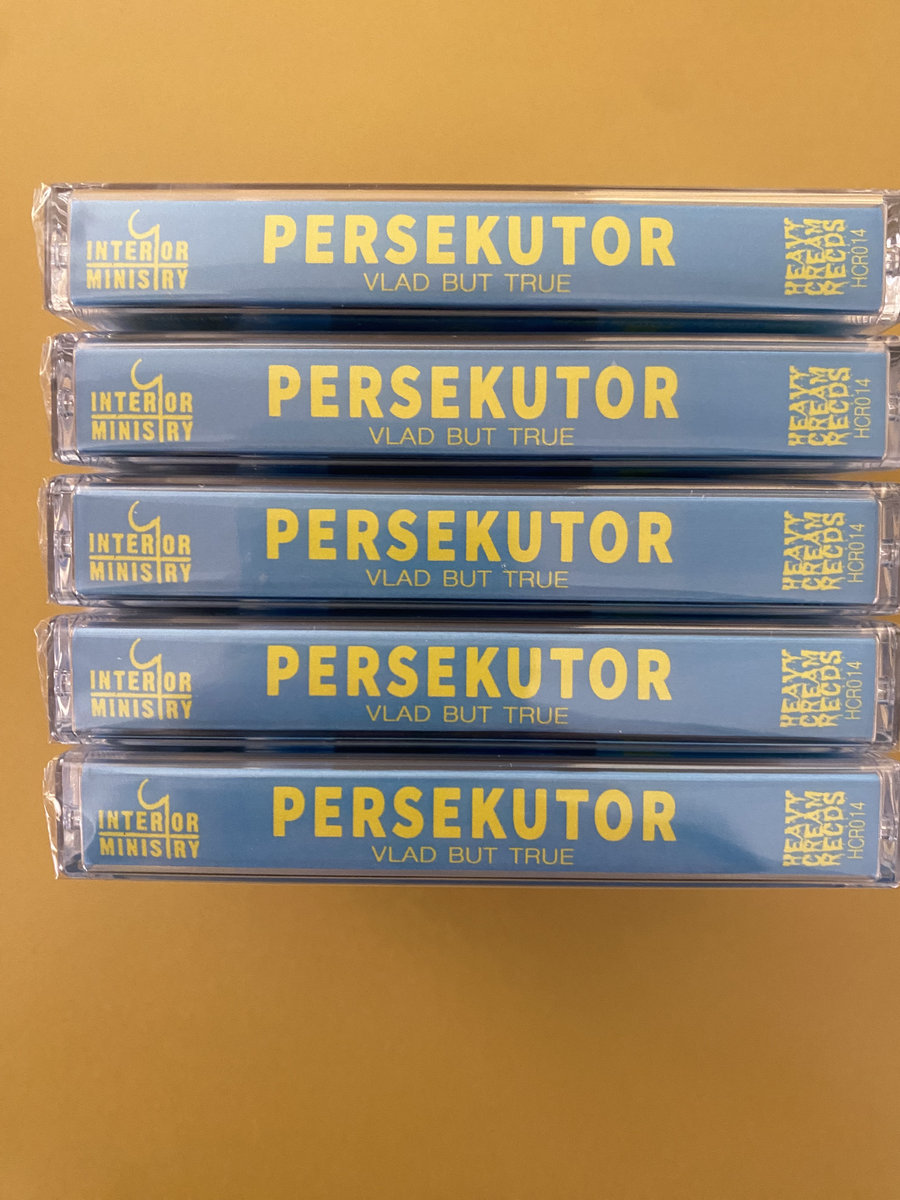 INTERIOR
MINISTRY
PERSEKUTOR
VLAD BUT TRUE
HEAVY
CREAM
RECDS
HCR014
INTERIOR
MINISTRY
PERSEKUTOR
VLAD BUT TRUE
HEAVY
CREAM
RECDS
HCR014
INTERIOR
MINISTRY
PERSEKUTOR
VLAD BUT TRUE
HEAVY
CREAM
RECDS
HCR014
INTERIOR
MINISTRY
PERSEKUTOR
VLAD BUT TRUE
HEAVY
CREAM
RECDS
HCR014
INTERIOR
MINISTRY
PERSEKUTOR
VLAD BUT TRUE
HEAVY
CREAM
RECDS
HCR014